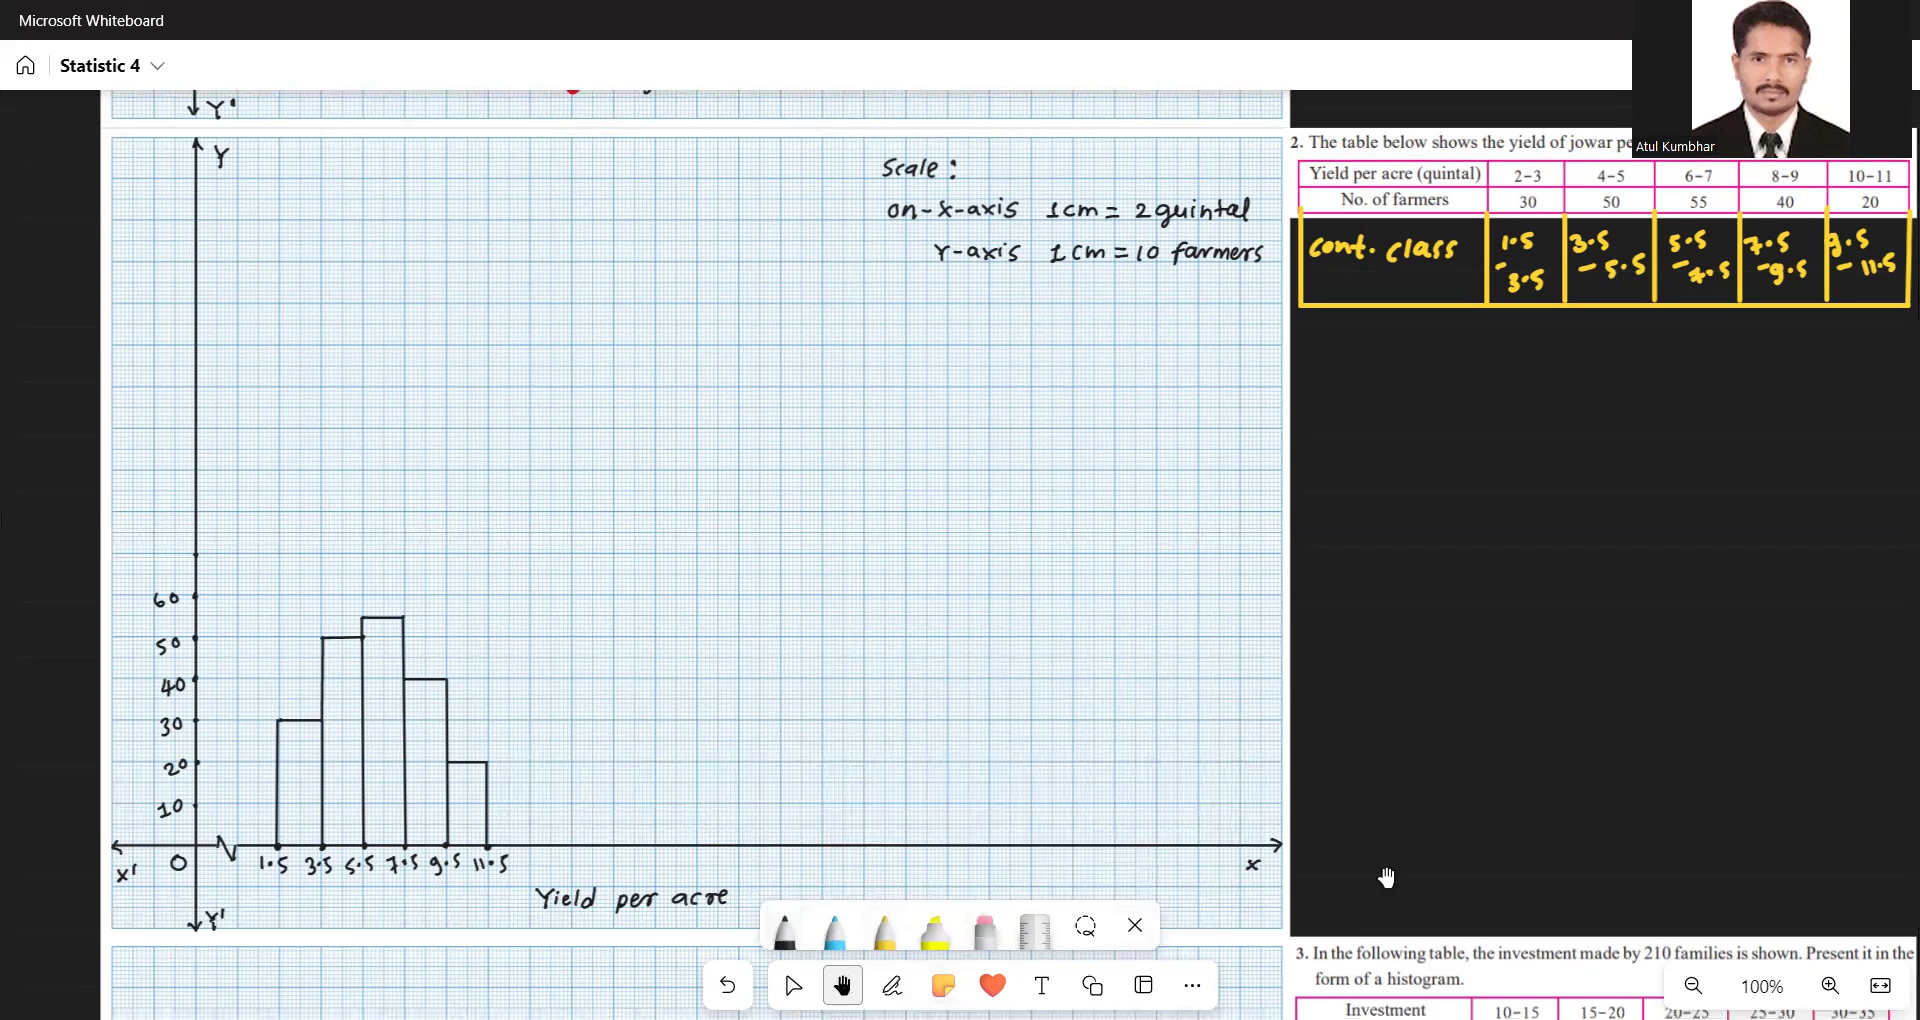 Microsoft Whiteboard
Statistic 4
Y'
Y
Scale:
on-x-axis 1cm = 2 quintal
Y-axis 1cm = 10 farmers
60
50
40
30
20
10
X' O 1.5 3.5 5.5 7.5 9.5 11.5 x
Yield per acre
Y'
Atul Kumbhar
2. The table below shows the yield of jowar pe
Yield per acre (quintal) 2-3 4-5 6-7 8-9 10-11
No. of farmers 30 50 55 40 20
cont. class 1.5 - 3.5 3.5 - 5.5 5.5 - 7.5 7.5 - 9.5 9.5 - 11.5
3. In the following table, the investment made by 210 families is shown. Present it in the
form of a histogram.
Investment 10-15 15-20 20-25 25-30 30-35
100%